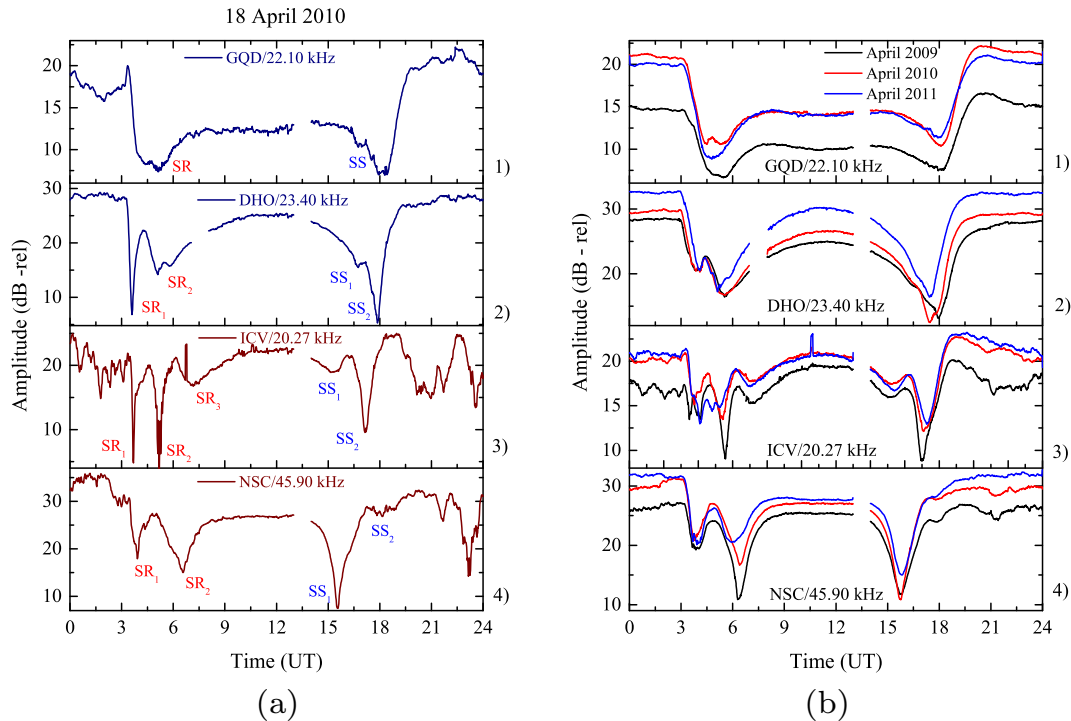 18 April 2010
Amplitude (dB -rel)
GQD/22.10 kHz
20
15
10
SR
SS
1)
DHO/23.40 kHz
30
20
10
SR1
SR2
SS1
SS2
2)
ICV/20.27 kHz
20
10
SR1
SR2
SR3
SS1
SS2
3)
NSC/45.90 kHz
30
20
10
SR1
SR2
SS1
SS2
4)
0 3 6 9 12 15 18 21 24
Time (UT)
(a)
Amplitude (dB - rel)
April 2009
April 2010
April 2011
20
15
10
GQD/22.10 kHz
1)
30
20
DHO/23.40 kHz
2)
20
15
10
ICV/20.27 kHz
3)
30
20
10
NSC/45.90 kHz
4)
0 3 6 9 12 15 18 21 24
Time (UT)
(b)